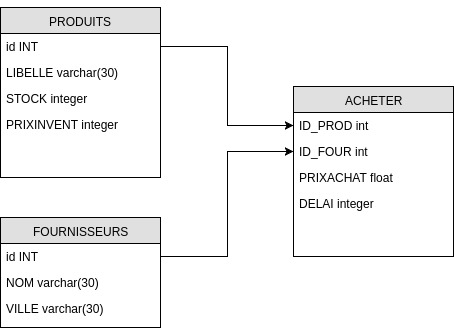 PRODUITS
id INT
LIBELLE varchar(30)
STOCK integer
PRIXINVENT integer
ACHETER
ID_PROD int
ID_FOUR int
PRIXACHAT float
DELAI integer
FOURNISSEURS
id INT
NOM varchar(30)
VILLE varchar(30)